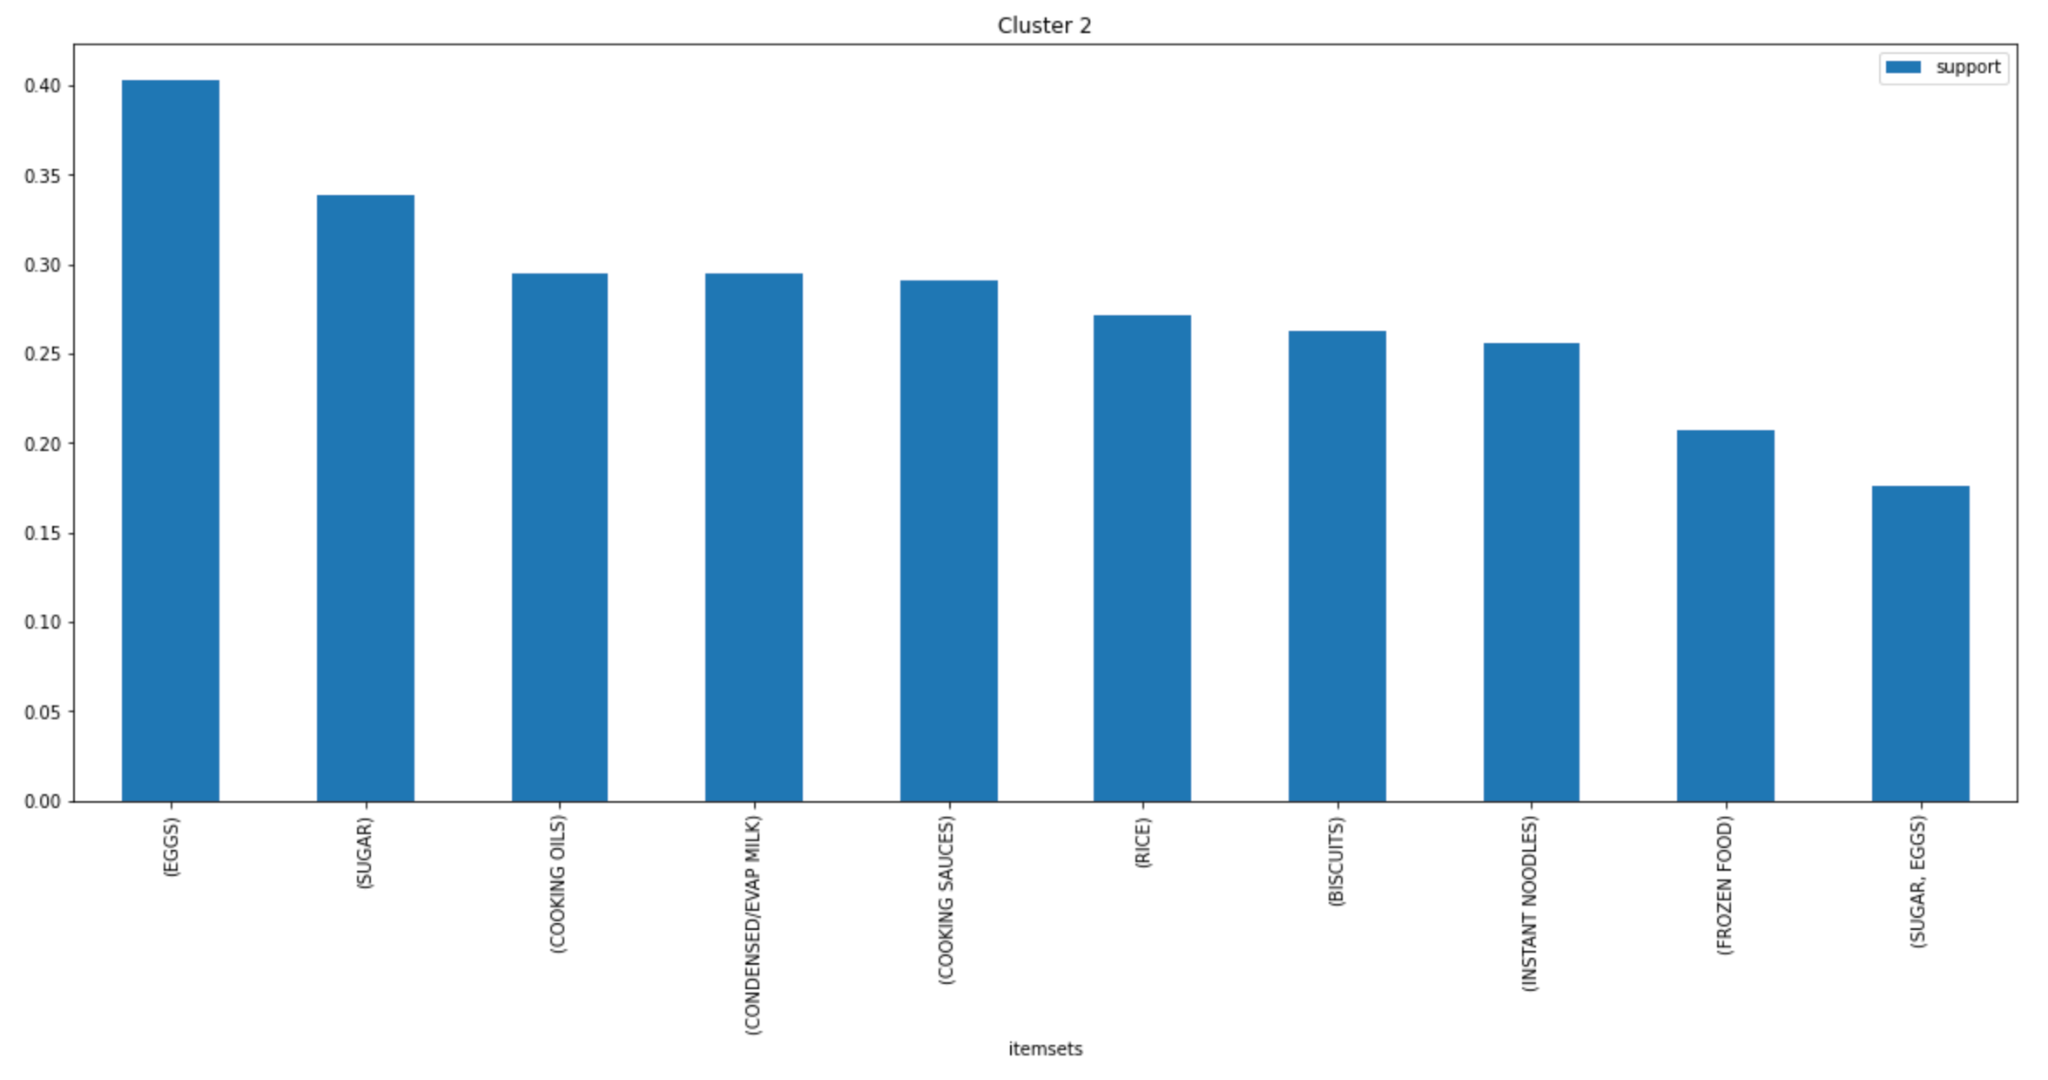 Cluster 2
support
0.40
0.35
0.30
0.25
0.20
0.15
0.10
0.05
0.00
(EGGS)
(SUGAR)
(COOKING OILS)
(CONDENSED/EVAP MILK)
(COOKING SAUCES)
(RICE)
(BISCUITS)
(INSTANT NOODLES)
(FROZEN FOOD)
(SUGAR, EGGS)
itemsets